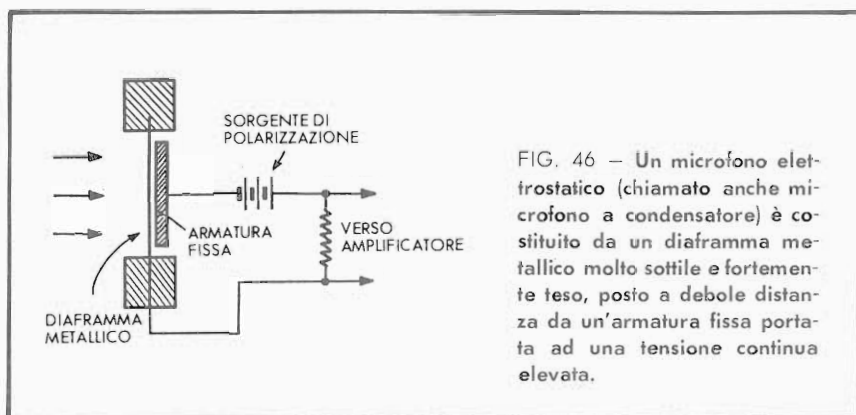 SORGENTE DI
POLARIZZAZIONE
ARMATURA
FISSA
VERSO
AMPLIFICATORE
DIAFRAMMA
METALLICO
FIG. 46 – Un microfono elet-
trostatico (chiamato anche mi-
crofono a condensatore) è co-
stituito da un diaframma me-
tallico molto sottile e fortemen-
te teso, posto a debole distan-
za da un'armatura fissa porta-
ta ad una tensione continua
elevata.